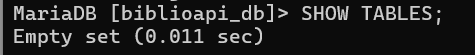 MariaDB [biblioapi_db]> SHOW TABLES;
Empty set (0.011 sec)